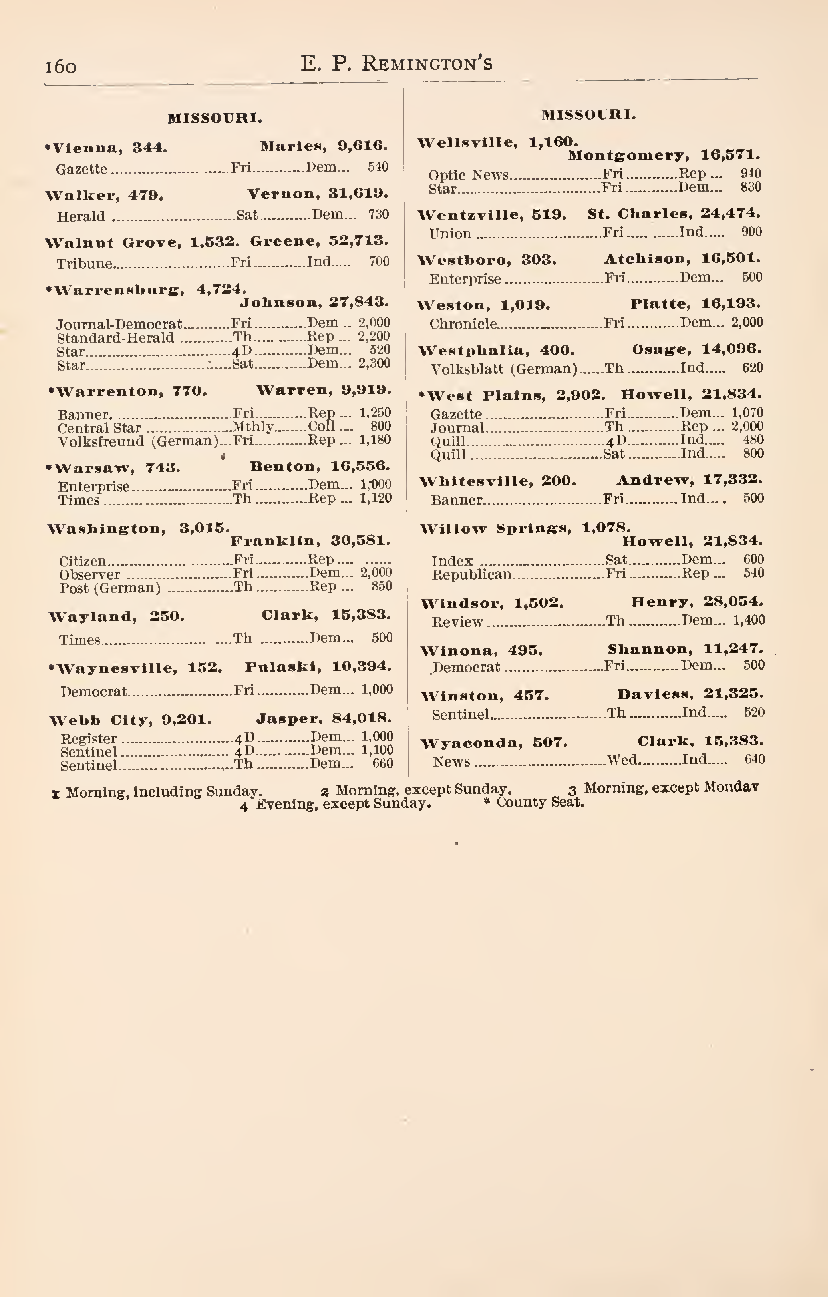 160
E. P. Remington's
MISSOURI.
*Vienna, 344. Maries, 9,616.
Gazette Fri. Dem. 540
Walker, 479. Vernon, 31,619.
Herald Sat. Dem. 730
Walnut Grove, 1,532. Greene, 52,713.
Tribune Fri. Ind. 700
*Warrensburg, 4,724.
Johnson, 27,843.
Journal-Democrat Fri. Dem. 2,000
Standard-Herald Th. Rep. 2,200
Star 4D. Dem. 520
Star Sat. Dem. 2,300
*Warrenton, 770. Warren, 9,919.
Banner. Fri. Rep. 1,250
Central Star Mthly. Coll. 800
Volksfreund (German) Fri. Rep. 1,180
*Warsaw, 743. Benton, 16,556.
Enterprise Fri. Dem. 1,000
Times Th. Rep. 1,120
Washington, 3,015.
Franklin, 30,581.
Citizen Fri. Rep.
Observer Fri. Dem. 2,000
Post (German) Th. Rep. 850
Wayland, 250. Clark, 15,383.
Times Th Dem. 500
*Waynesville, 152. Pulaski, 10,394.
Democrat Fri. Dem. 1,000
Webb City, 9,201. Jasper, 84,018.
Register 4D. Dem. 1,000
Sentinel 4D. Dem. 1,100
Sentinel Th. Dem. 660
MISSOURI.
Wellsville, 1,160.
Montgomery, 16,571.
Optic News Fri. Rep. 940
Star Fri. Dem. 830
Wentzville, 519. St. Charles, 24,474.
Union Fri. Ind. 900
Westboro, 303. Atchison, 16,501.
Enterprise Fri. Dem. 500
Weston, 1,019. Platte, 16,193.
Chronicle Fri. Dem. 2,000
Westphalia, 400. Osage, 14,096.
Volksblatt (German) Th. Ind. 620
*West Plains, 2,902. Howell, 21,834.
Gazette Fri. Dem. 1,070
Journal Th. Rep. 2,000
Quill 4D. Ind. 480
Quill Sat. Ind. 800
Whitesville, 200. Andrew, 17,332.
Banner Fri. Ind. 500
Willow Springs, 1,078.
Howell, 21,834.
Index Sat. Dem. 600
Republican Fri. Rep. 540
Windsor, 1,502. Henry, 28,054.
Review Th. Dem. 1,400
Winona, 495. Shannon, 11,247.
Democrat Fri. Dem. 500
Winston, 457. Daviess, 21,325.
Sentinel Th. Ind. 520
Wyaconda, 507. Clark, 15,383.
News Wed. Ind. 640
1 Morning, including Sunday. 2 Morning, except Sunday. 3 Morning, except Monday
4 Evening, except Sunday. * County Seat.